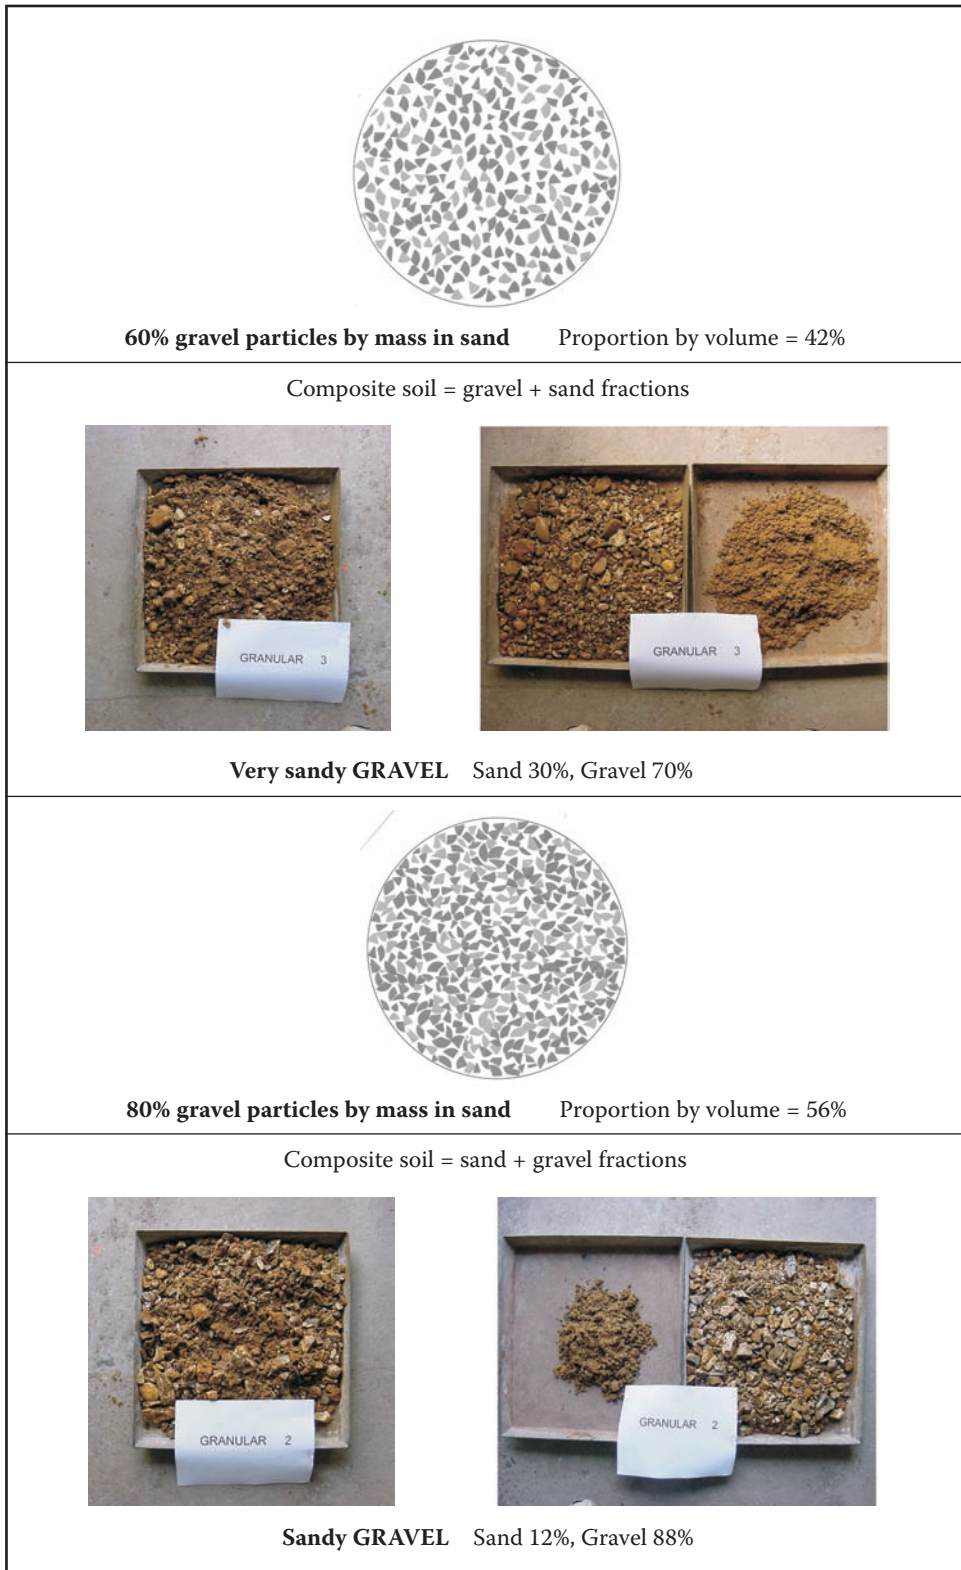 60% gravel particles by mass in sand Proportion by volume = 42%
Composite soil = gravel + sand fractions
GRANULAR 3
GRANULAR 3
Very sandy GRAVEL Sand 30%, Gravel 70%
80% gravel particles by mass in sand Proportion by volume = 56%
Composite soil = sand + gravel fractions
GRANULAR 2
GRANULAR 2
Sandy GRAVEL Sand 12%, Gravel 88%